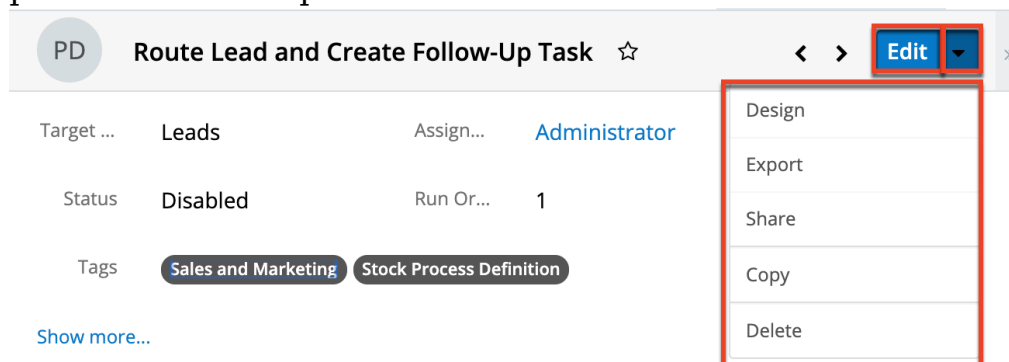 PD Route Lead and Create Follow-Up Task Edit
Design
Target ... Leads Assign... Administrator
Export
Status Disabled Run Or... 1
Share
Tags Sales and Marketing Stock Process Definition
Copy
Show more...
Delete